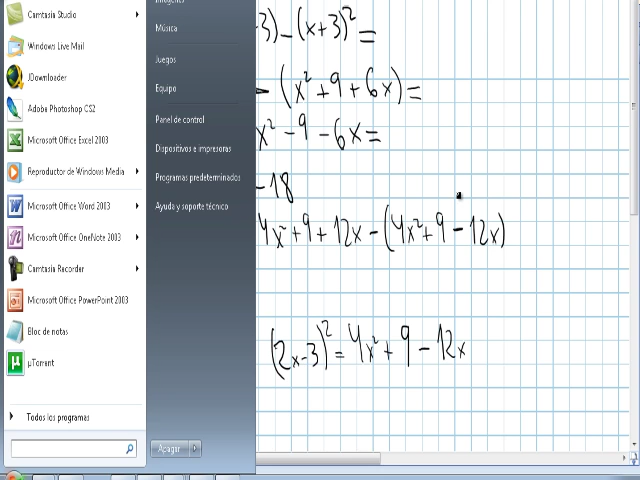 Camtasia Studio
Windows Live Mail
JDownloader
Adobe Photoshop CS2
Microsoft Office Excel 2003
Reproductor de Windows Media
Microsoft Office Word 2003
Microsoft Office OneNote 2003
Camtasia Recorder
Microsoft Office PowerPoint 2003
Bloc de notas
µTorrent
Todos los programas
Música
Juegos
Equipo
Panel de control
Dispositivos e impresoras
Programas predeterminados
Ayuda y soporte técnico
Apagar
3) – (x+3)² =
– (x² + 9 + 6x) =
x² – 9 – 6x =
– 18
4x² + 9 + 12x – (4x² + 9 – 12x)
(2x – 3)² = 4x² + 9 – 12x